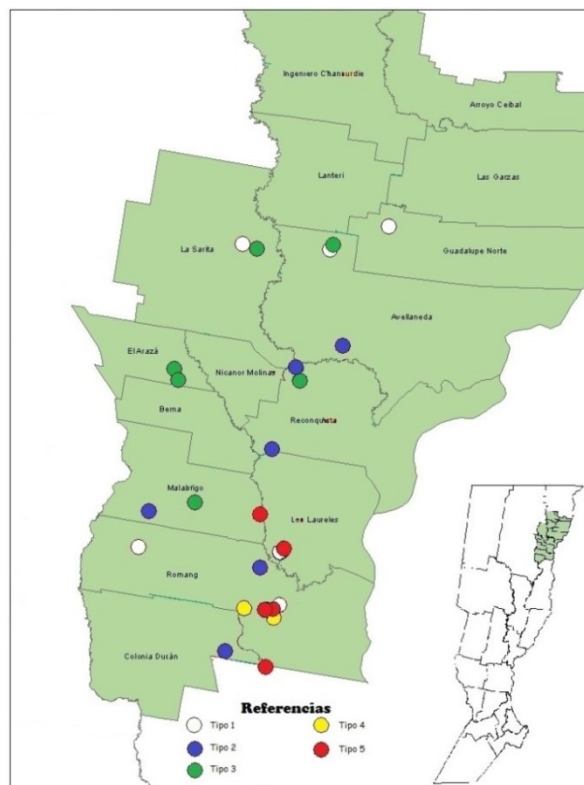 Ingeniero Chanourdie
Arroyo Ceibal
Lanteri
Las Garzas
La Sarita
Guadalupe Norte
Avellaneda
El Arazá
Nicanor Molinas
Berna
Reconquista
Malabrigo
Los Laureles
Romang
Colonia Durán
Referencias
Tipo 1
Tipo 4
Tipo 2
Tipo 5
Tipo 3